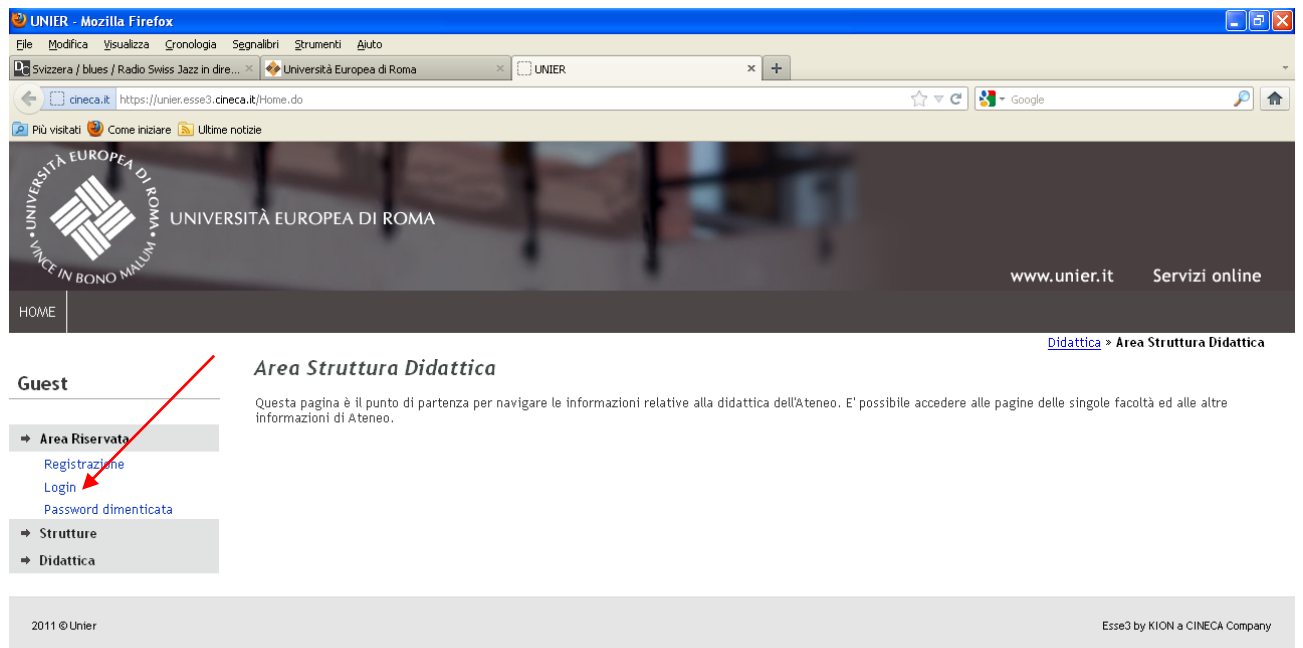 UNIER - Mozilla Firefox
File Modifica Visualizza Cronologia Segnalibri Strumenti Aiuto
Svizzera / blues / Radio Swiss Jazz in dire... Università Europea di Roma UNIER
cineca.it https://unier.esse3.cineca.it/Home.do Google
Più visitati Come iniziare Ultime notizie
UNIVERSITÀ EUROPEA DI ROMA • VINCE IN BONO MALUM •
UNIVERSITÀ EUROPEA DI ROMA
www.unier.it Servizi online
HOME
Didattica » Area Struttura Didattica
Area Struttura Didattica
Guest
Questa pagina è il punto di partenza per navigare le informazioni relative alla didattica dell'Ateneo. E' possibile accedere alle pagine delle singole facoltà ed alle altre
informazioni di Ateneo.
Area Riservata
Registrazione
Login
Password dimenticata
Strutture
Didattica
2011 © Unier
Esse3 by KION a CINECA Company